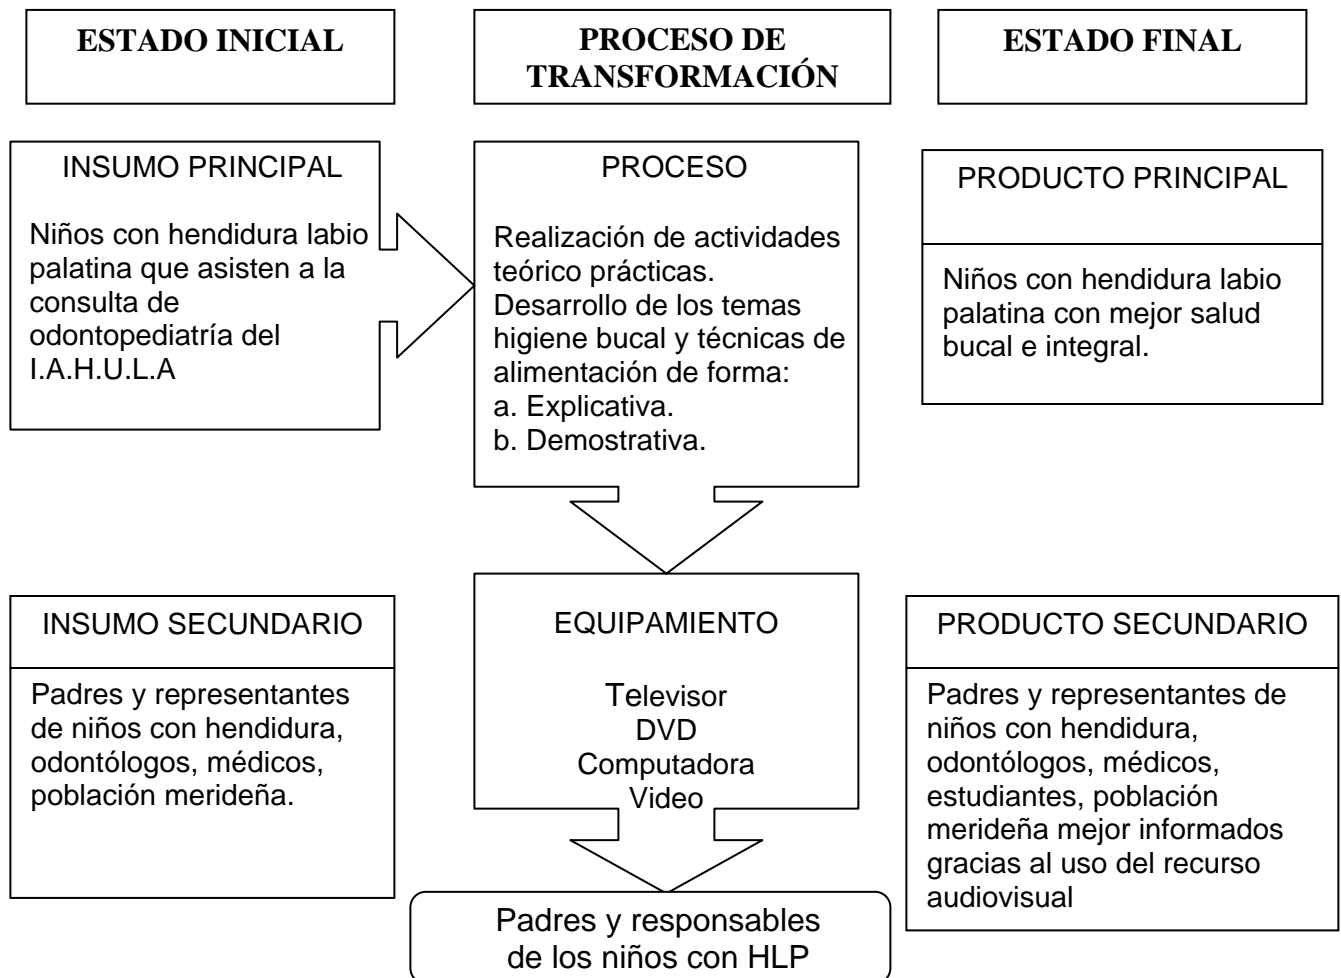 ESTADO INICIAL
PROCESO DE
TRANSFORMACIÓN
ESTADO FINAL
INSUMO PRINCIPAL
Niños con hendidura labio
palatina que asisten a la
consulta de
odontopediatría del
I.A.H.U.L.A
PROCESO
Realización de actividades
teórico prácticas.
Desarrollo de los temas
higiene bucal y técnicas de
alimentación de forma:
a. Explicativa.
b. Demostrativa.
PRODUCTO PRINCIPAL
Niños con hendidura labio
palatina con mejor salud
bucal e integral.
INSUMO SECUNDARIO
Padres y representantes
de niños con hendidura,
odontólogos, médicos,
población merideña.
EQUIPAMIENTO
Televisor
DVD
Computadora
Video
PRODUCTO SECUNDARIO
Padres y representantes de
niños con hendidura,
odontólogos, médicos,
estudiantes, población
merideña mejor informados
gracias al uso del recurso
audiovisual
Padres y responsables
de los niños con HLP